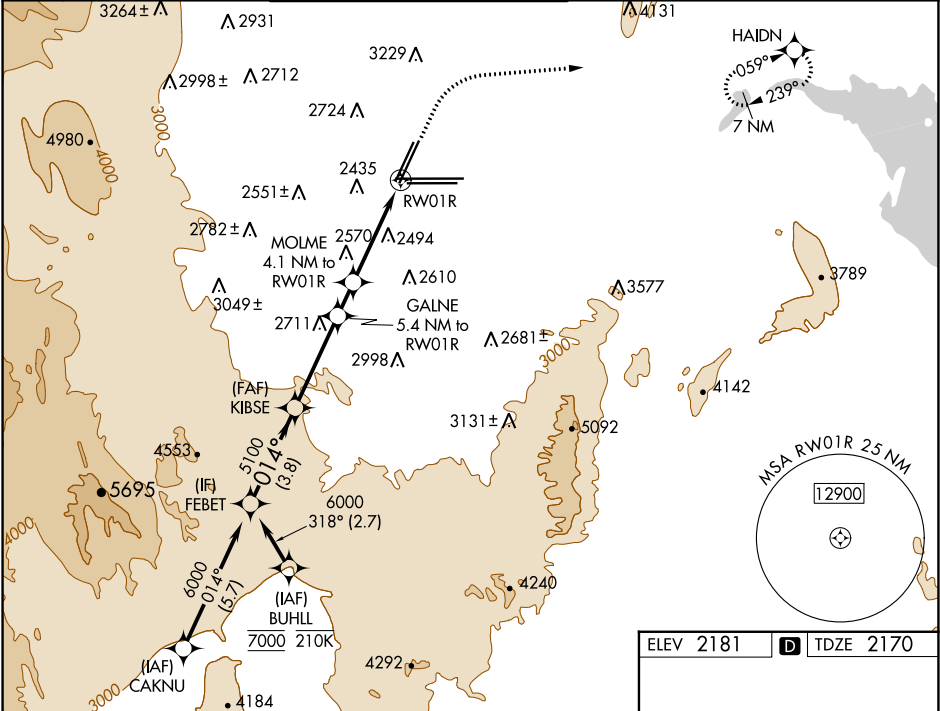 3264±
2931
4131
3229
HAIDN
059°
239°
7 NM
2998±
2712
3000
2724
4980
4000
2435
2551±
RW01R
2782±
MOLME
4.1 NM to
RW01R
2570
2494
2610
3049±
GALNE
5.4 NM to
RW01R
2711
3577
3789
2681±
3000
2998
4142
(FAF)
KIBSE
3131±
5092
4553
5100
014°
(3.8)
MSA RW01R 25 NM
12900
5695
(IF)
FEBET
6000
318° (2.7)
4000
6000
014°
(5.7)
4240
(IAF)
BUHLL
7000 210K
ELEV 2181 D TDZE 2170
(IAF)
CAKNU
4292
3000
4184